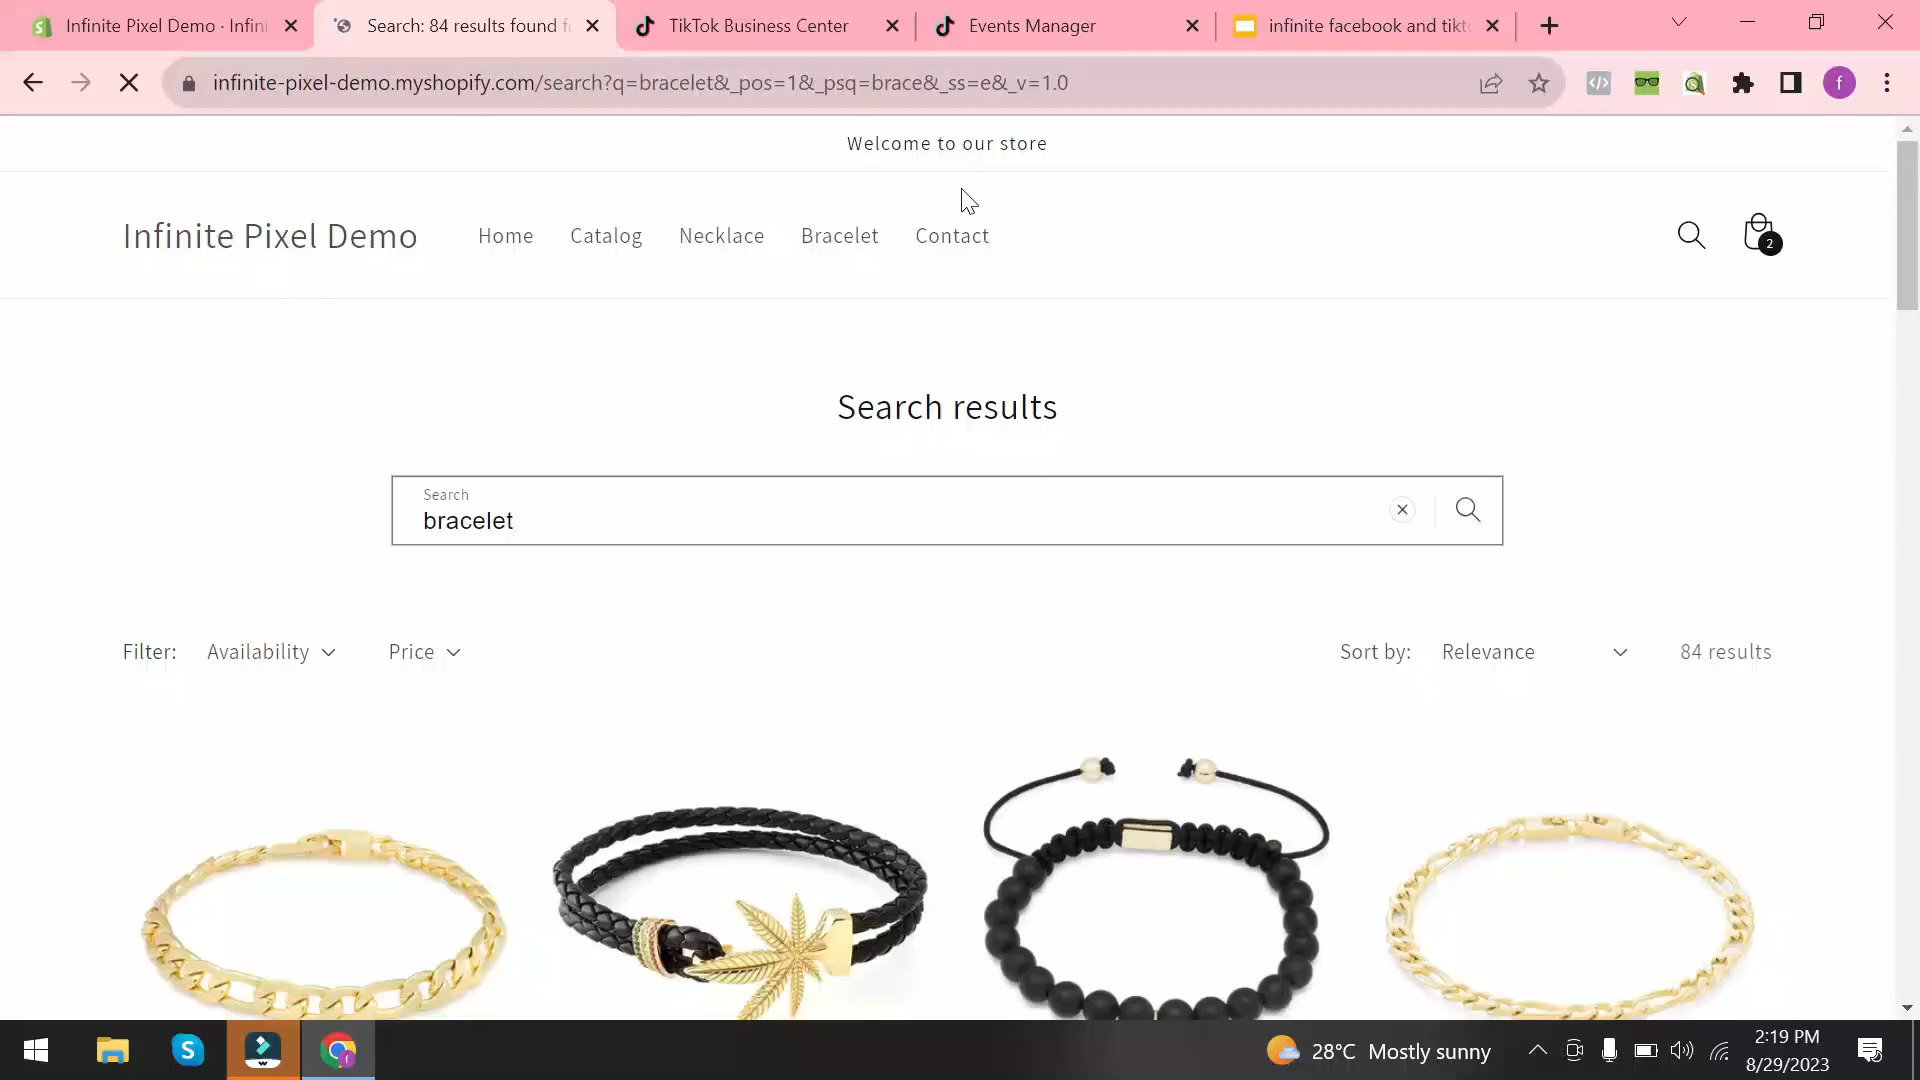 Infinite Pixel Demo · Infini
Search: 84 results found f
TikTok Business Center
Events Manager
infinite facebook and tikto
infinite-pixel-demo.myshopify.com/search?q=bracelet&_pos=1&_psq=brace&_ss=e&_v=1.0
f
Welcome to our store
Infinite Pixel Demo
Home
Catalog
Necklace
Bracelet
Contact
2
Search results
Search
bracelet
Filter:
Availability
Price
Sort by:
Relevance
84 results
S
28°C Mostly sunny
2:19 PM
8/29/2023